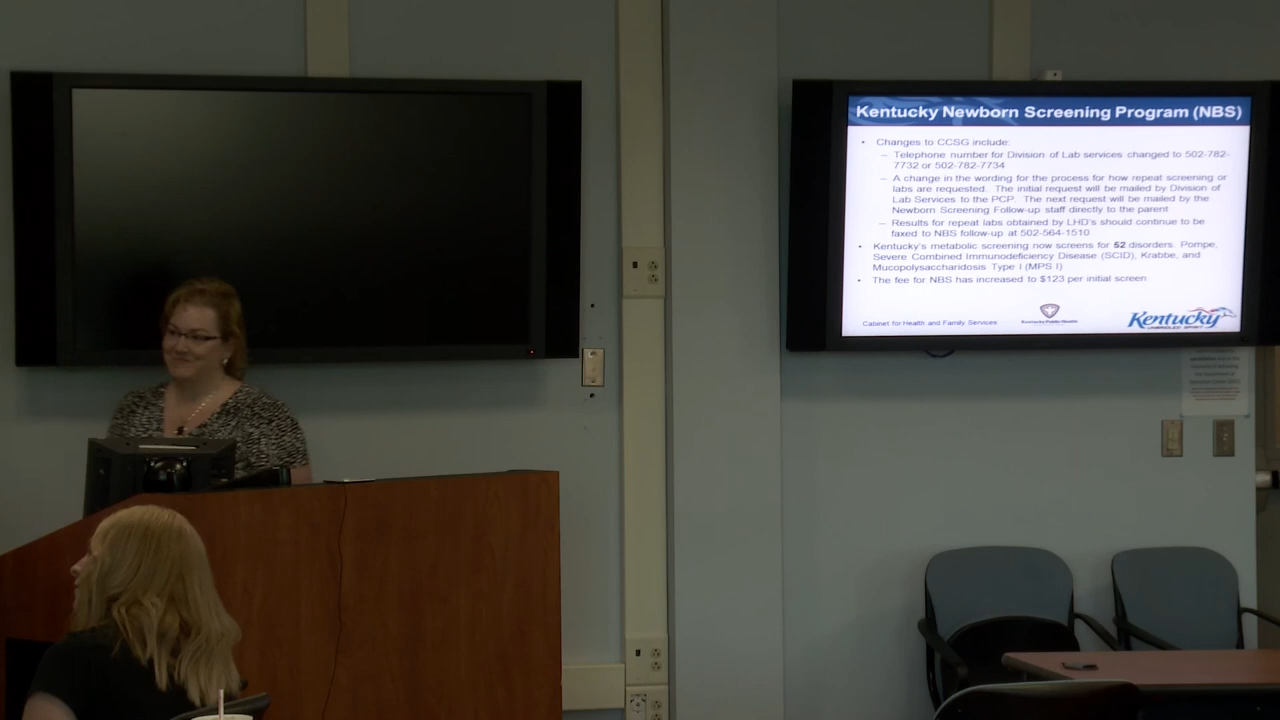 Kentucky Newborn Screening Program (NBS)
• Changes to CCSG include:
– Telephone number for Division of Lab services changed to 502-782-
7732 or 502-782-7734
– A change in the wording for the process for how repeat screening or
labs are requested. The initial request will be mailed by Division of
Lab Services to the PCP. The next request will be mailed by the
Newborn Screening Follow-up staff directly to the parent
– Results for repeat labs obtained by LHD's should continue to be
faxed to NBS follow-up at 502-564-1510
• Kentucky's metabolic screening now screens for 52 disorders. Pompe,
Severe Combined Immunodeficiency Disease (SCID), Krabbe, and
Mucopolysaccharidosis Type I (MPS I)
• The fee for NBS has increased to $123 per initial screen
Cabinet for Health and Family Services
Kentucky Public Health
Kentucky
UNBRIDLED SPIRIT